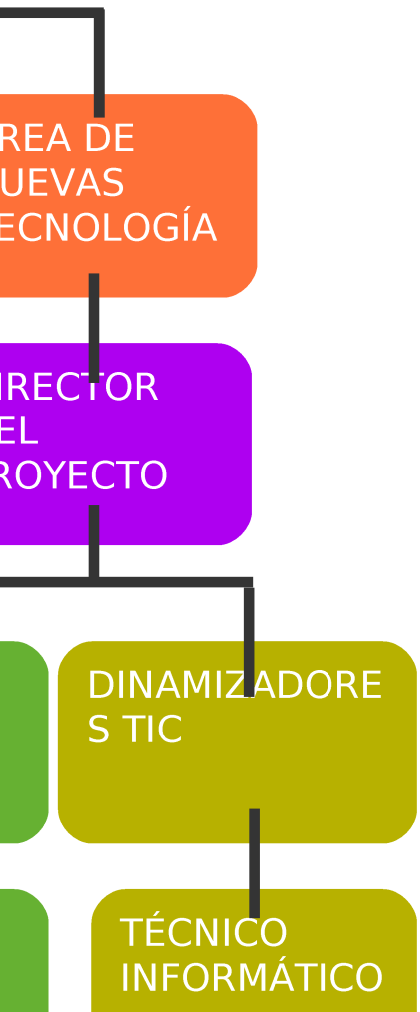 REA DE
UEVAS
ECNOLOGÍA
IRECTOR
EL
ROYECTO
DINAMIZADORE
S TIC
TÉCNICO
INFORMÁTICO